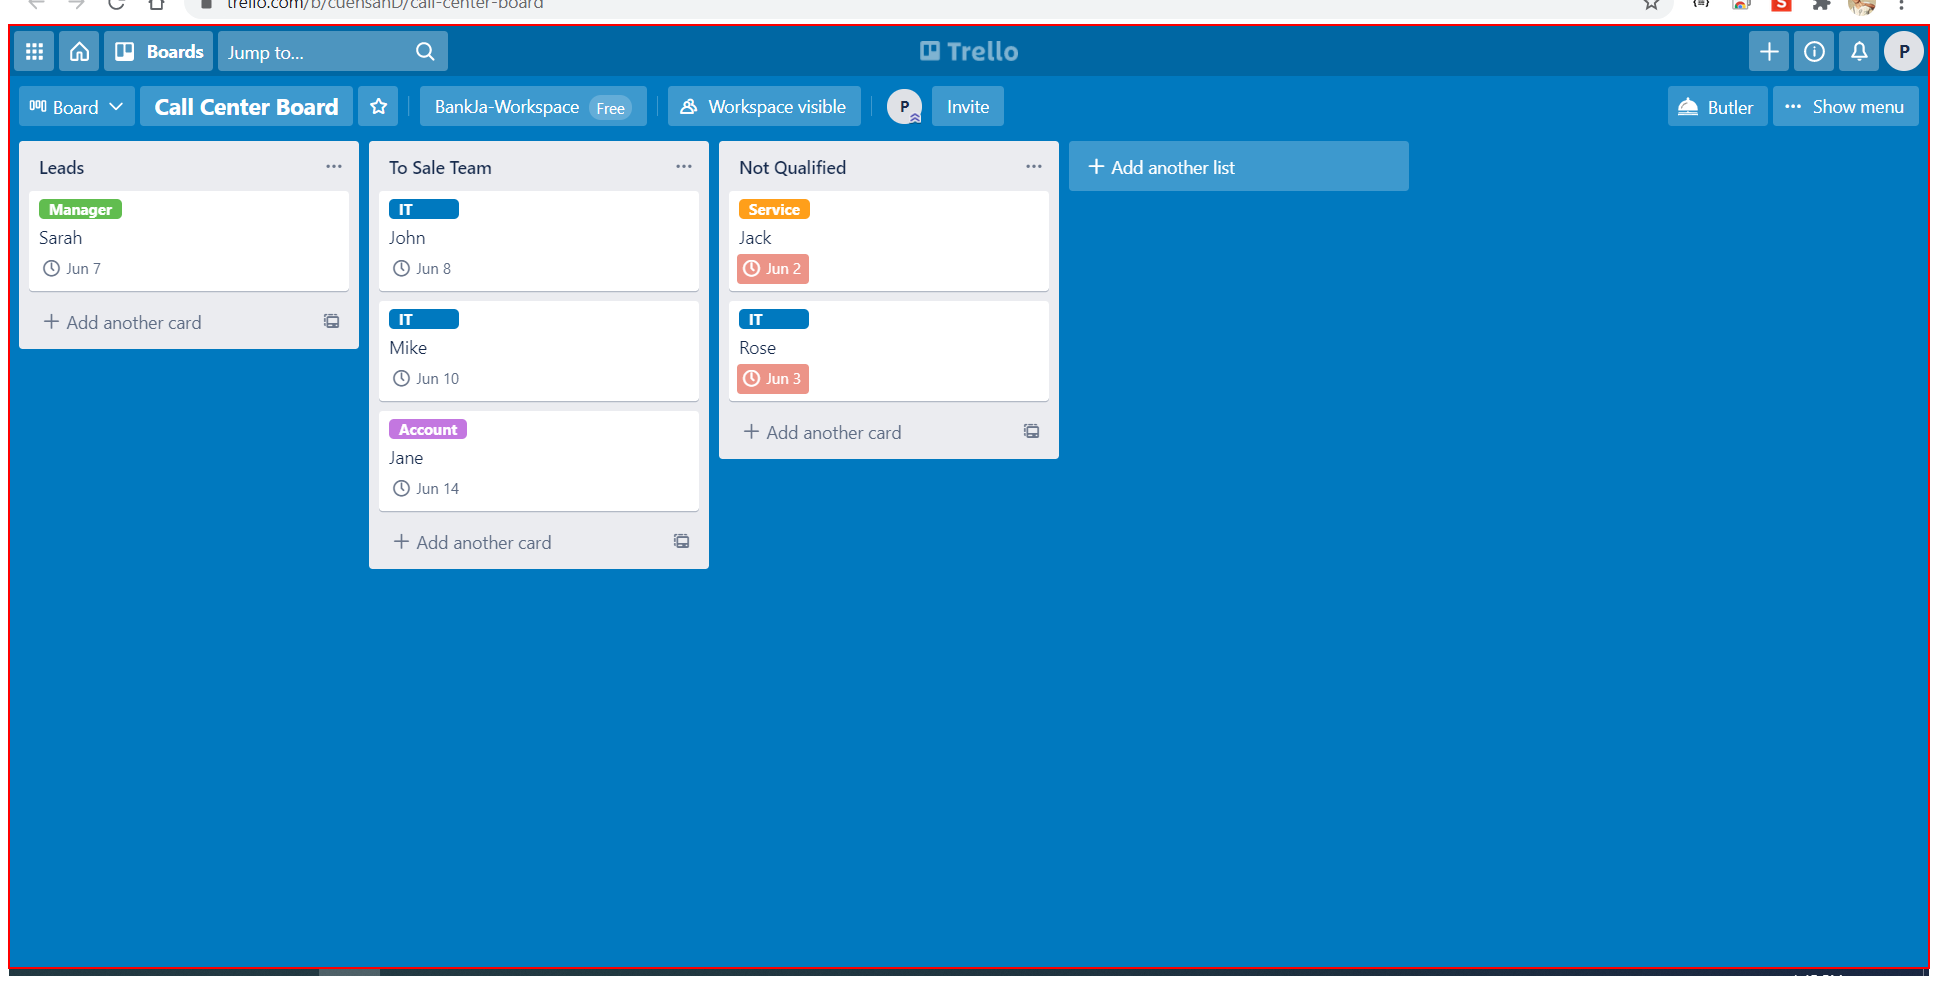 trello.com/b/cuensanD/call-center-board
Boards
Jump to...
Trello
P
Board
Call Center Board
BankJa-Workspace Free
Workspace visible
P
Invite
Butler
Show menu
Leads
Manager
Sarah
Jun 7
Add another card
To Sale Team
IT
John
Jun 8
IT
Mike
Jun 10
Account
Jane
Jun 14
Add another card
Not Qualified
Service
Jack
Jun 2
IT
Rose
Jun 3
Add another card
Add another list